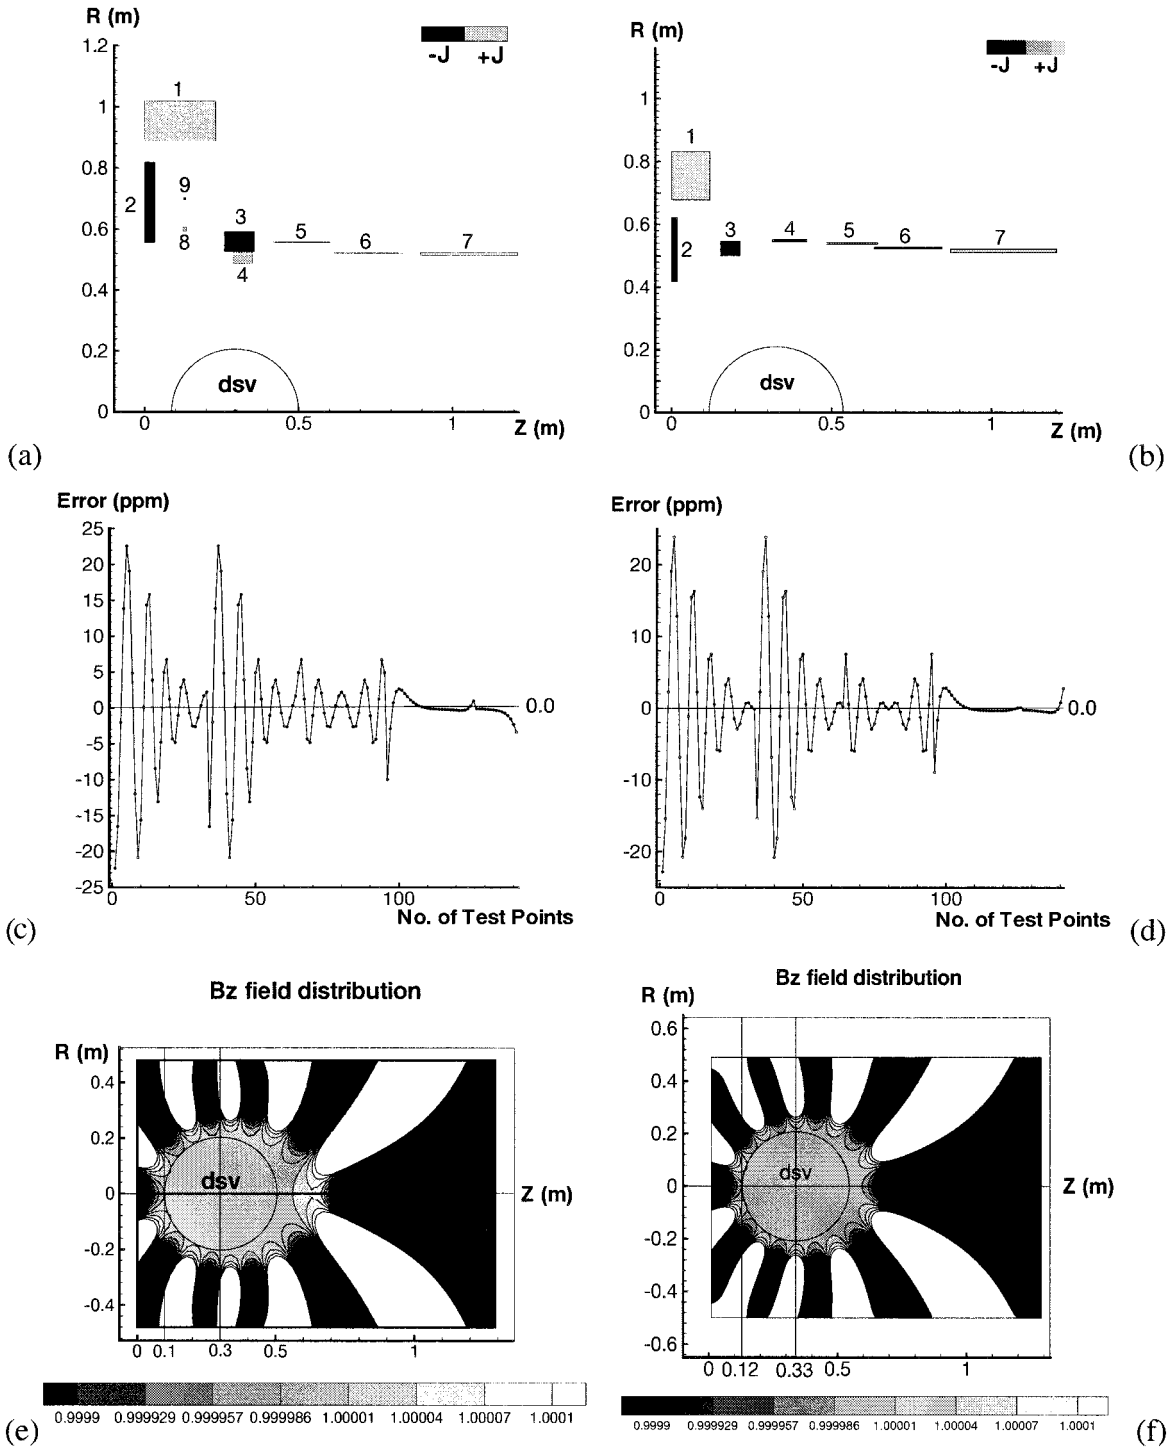 R (m)
1.2
1
0.8
0.6
0.4
0.2
0
-J +J
1
2
9
8
3
4
5
6
7
dsv
0 0.5 1
Z (m)
(a)
R (m)
1
0.8
0.6
0.4
0.2
0
-J +J
1
2
3
4
5
6
7
dsv
0 0.5 1
Z (m)
(b)
Error (ppm)
25
20
15
10
5
0
-5
-10
-15
-20
-25
0.0
0 50 100
No. of Test Points
(c)
Error (ppm)
20
10
0
-10
-20
0.0
0 50 100
No. of Test Points
(d)
Bz field distribution
R (m)
0.4
0.2
0
-0.2
-0.4
dsv
Z (m)
0 0.1 0.3 0.5 1
0.9999 0.9999929 0.999957 0.999986 1.00001 1.00004 1.00007 1.0001
(e)
Bz field distribution
R (m)
0.6
0.4
0.2
0
-0.2
-0.4
-0.6
dsv
Z (m)
0 0.12 0.33 0.5 1
0.9999 0.999929 0.999957 0.999986 1.00001 1.00004 1.00007 1.0001
(f)